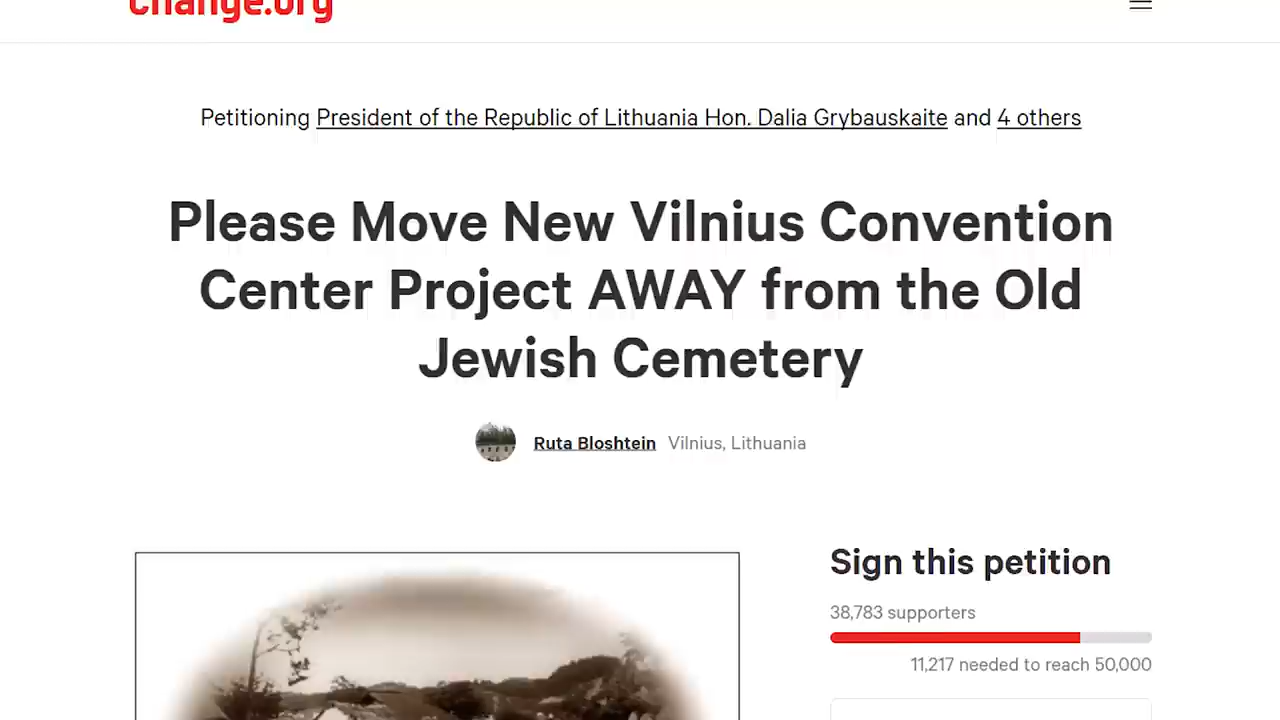 change.org
Petitioning President of the Republic of Lithuania Hon. Dalia Grybauskaite and 4 others
Please Move New Vilnius Convention
Center Project AWAY from the Old
Jewish Cemetery
Ruta Bloshtein Vilnius, Lithuania
Sign this petition
38,783 supporters
11,217 needed to reach 50,000